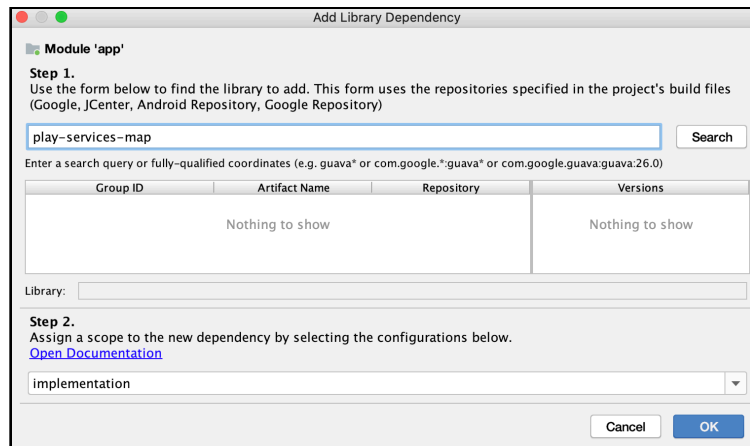 Add Library Dependency
Module 'app'
Step 1.
Use the form below to find the library to add. This form uses the repositories specified in the project's build files
(Google, JCenter, Android Repository, Google Repository)
play-services-map
Search
Enter a search query or fully-qualified coordinates (e.g. guava* or com.google.*:guava* or com.google.guava:guava:26.0)
Group ID Artifact Name Repository Versions
Nothing to show Nothing to show
Library:
Step 2.
Assign a scope to the new dependency by selecting the configurations below.
Open Documentation
implementation
Cancel OK